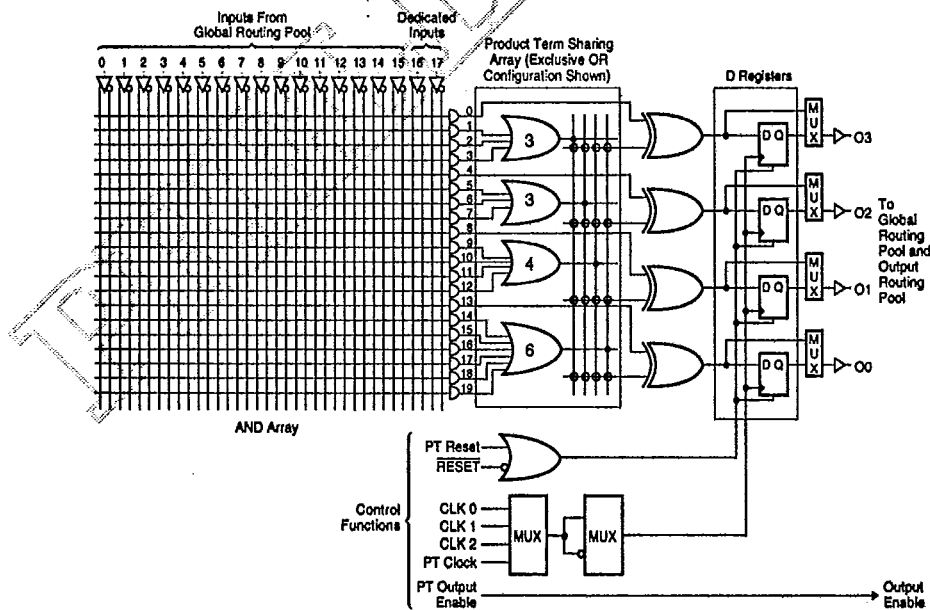 Inputs From
Global Routing Pool
Dedicated
Inputs
0 1 2 3 4 5 6 7 8 9 10 11 12 13 14 15 16 17
Product Term Sharing
Array (Exclusive OR
Configuration Shown)
D Registers
0
1
2
3
4
5
6
7
8
9
10
11
12
13
14
15
16
17
18
19
3
3
4
6
D Q
D Q
D Q
D Q
MUX
MUX
MUX
MUX
O3
O2
O1
O0
To
Global
Routing
Pool and
Output
Routing
Pool
AND Array
Control
Functions
PT Reset
RESET
CLK 0
CLK 1
CLK 2
PT Clock
MUX
MUX
PT Output
Enable
Output
Enable